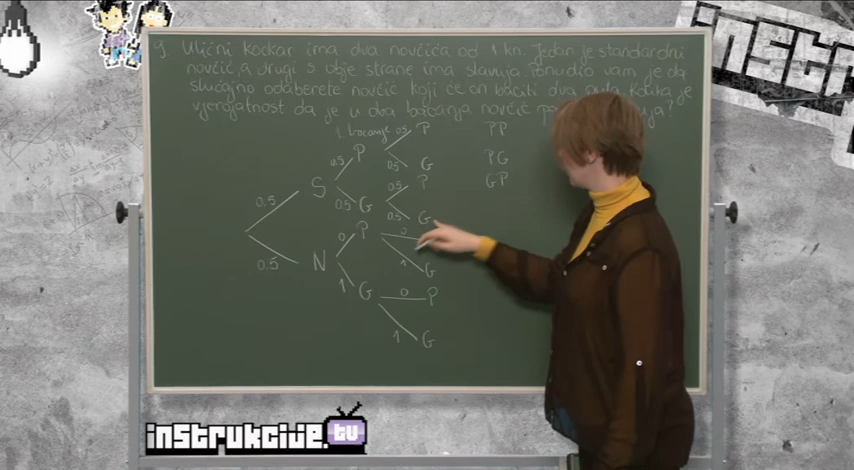 9. Ulični kockar ima dva novčića od 1 kn. Jedan je standardni
novčić, a drugi s obje strane ima slavuja. Ponudio vam je da
slučajno odaberete novčić koji će on baciti dva puta. Kolika je
vjerojatnost da je u dva bacanja novčić
1. bacanje 0.5 P PP
0.5 P 0.5 G PG
0.5 S 0.5 P GP
0.5 G 0.5 G
0 P 0
0.5 N 1 G
1 G 0 P
1 G
instrukcije.tv